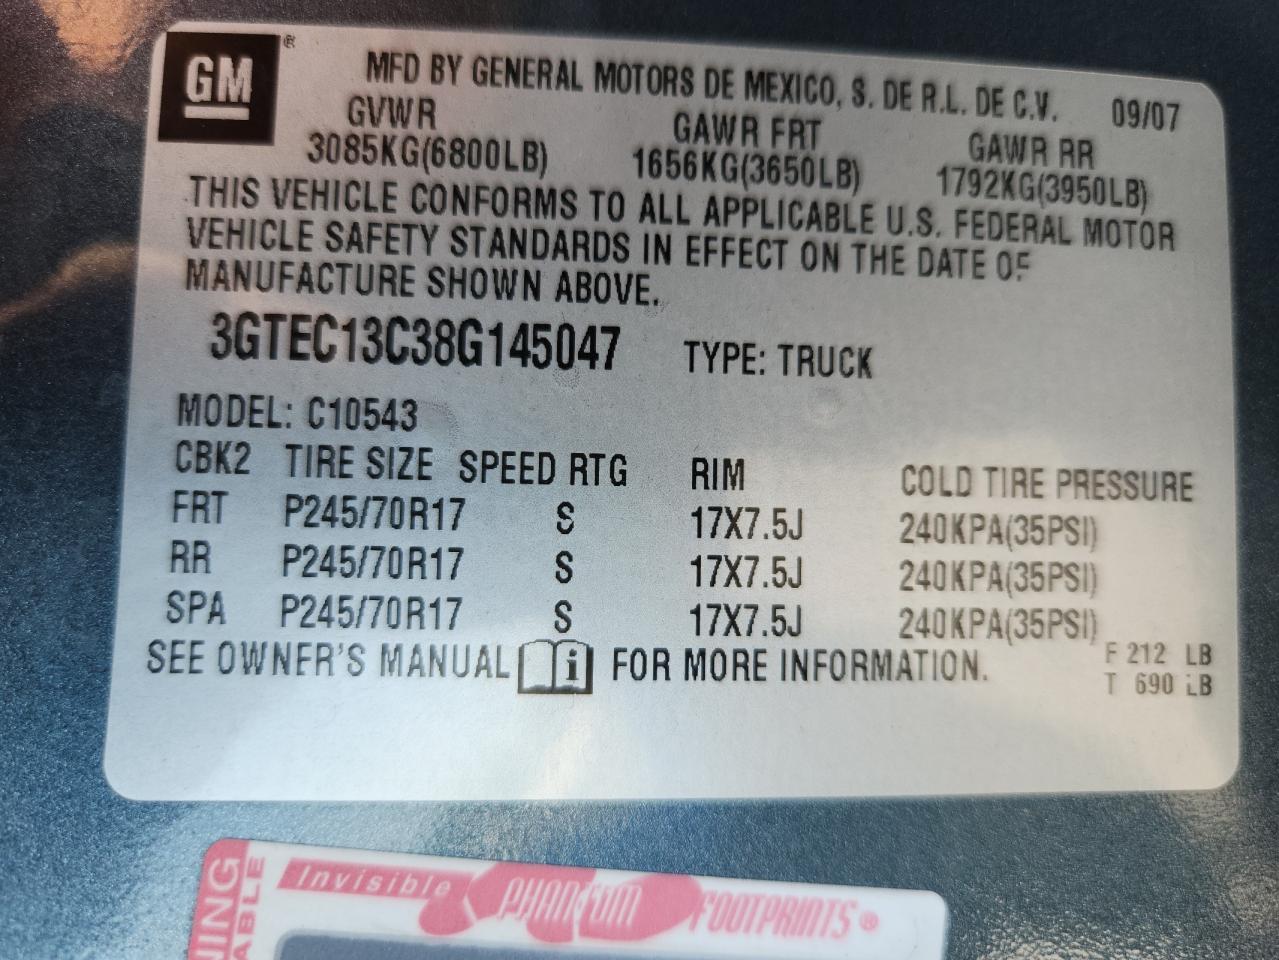 GM ®
MFD BY GENERAL MOTORS DE MEXICO, S. DE R.L. DE C.V. 09/07
GVWR GAWR FRT GAWR RR
3085KG(6800LB) 1656KG(3650LB) 1792KG(3950LB)
THIS VEHICLE CONFORMS TO ALL APPLICABLE U.S. FEDERAL MOTOR
VEHICLE SAFETY STANDARDS IN EFFECT ON THE DATE OF
MANUFACTURE SHOWN ABOVE.
3GTEC13C38G145047 TYPE: TRUCK
MODEL: C10543
CBK2 TIRE SIZE SPEED RTG RIM COLD TIRE PRESSURE
FRT P245/70R17 S 17X7.5J 240KPA(35PSI)
RR P245/70R17 S 17X7.5J 240KPA(35PSI)
SPA P245/70R17 S 17X7.5J 240KPA(35PSI)
SEE OWNER'S MANUAL i FOR MORE INFORMATION.
F 212 LB
T 690 LB
Invisible PHANTOM FOOTPRINTS®